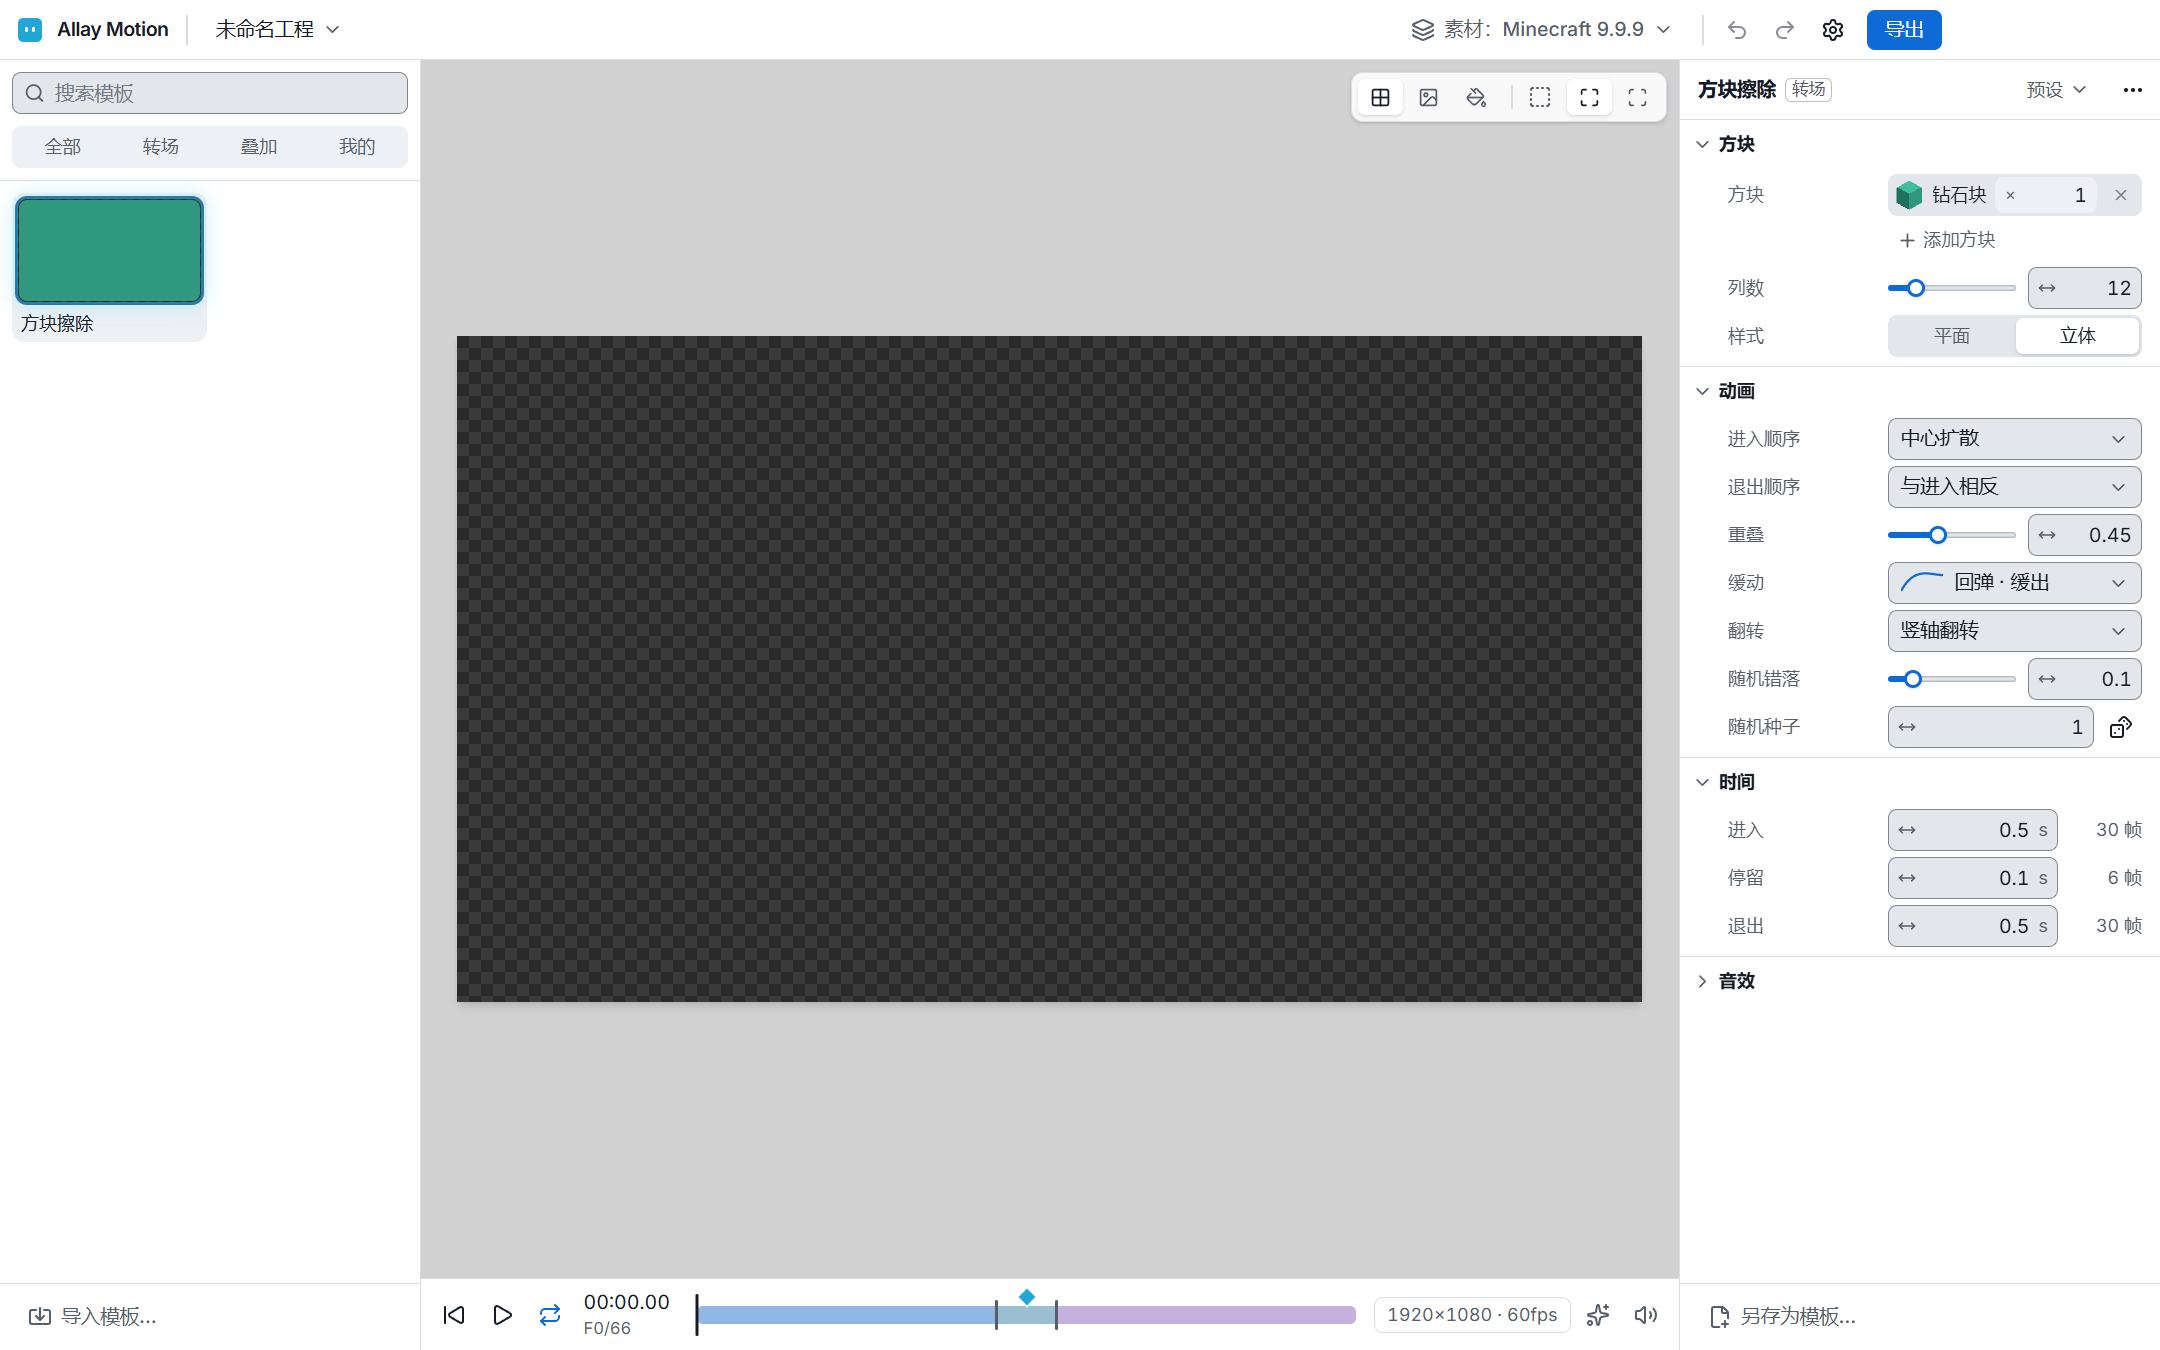 Allay Motion
未命名工程
素材: Minecraft 9.9.9
导出
搜索模板
全部 转场 叠加 我的
方块擦除
导入模板...
00:00.00
F0/66
1920×1080 · 60fps
方块擦除 转场 预设
方块
方块 钻石块 × 1
添加方块
列数 12
样式 平面 立体
动画
进入顺序 中心扩散
退出顺序 与进入相反
重叠 0.45
缓动 回弹 · 缓出
翻转 竖轴翻转
随机错落 0.1
随机种子 1
时间
进入 0.5 s 30 帧
停留 0.1 s 6 帧
退出 0.5 s 30 帧
音效
另存为模板...